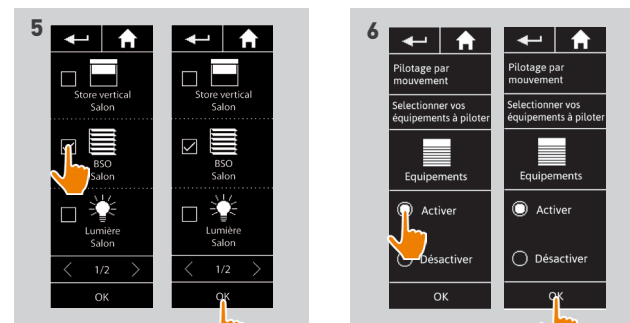 5
Store vertical
Salon
BSO
Salon
Lumière
Salon
1/2
OK
Store vertical
Salon
BSO
Salon
Lumière
Salon
1/2
OK
6
Pilotage par
mouvement
Selectionner vos
équipements à piloter
Equipements
Activer
Désactiver
OK
Pilotage par
mouvement
Selectionner vos
équipements à piloter
Equipements
Activer
Désactiver
OK